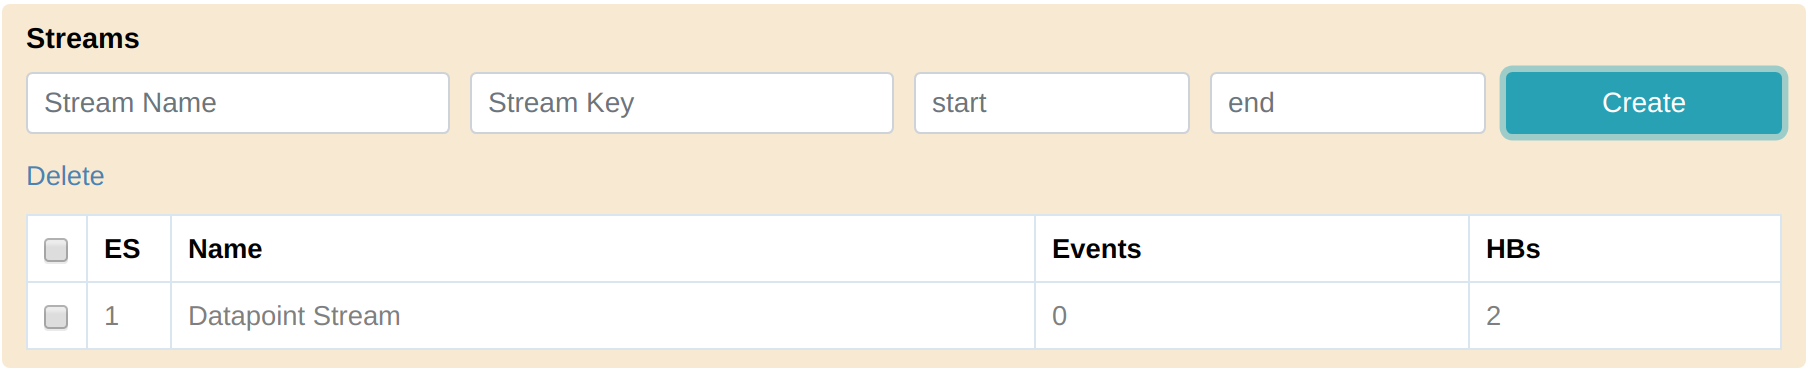 Streams
Stream Name Stream Key start end Create
Delete
ES Name Events HBs
1 Datapoint Stream 0 2